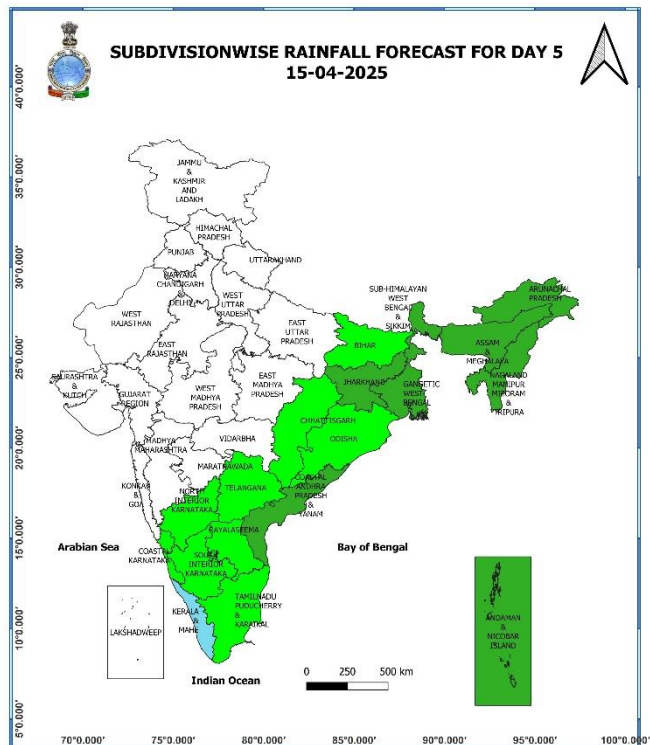 SUBDIVISIONWISE RAINFALL FORECAST FOR DAY 5
15-04-2025
40°0.000'
35°0.000'
30°0.000'
25°0.000'
20°0.000'
15°0.000'
10°0.000'
5°0.000'
JAMMU
&
KASHMIR
AND
LADAKH
HIMACHAL
PRADESH
PUNJAB
UTTARAKHAND
HARYANA
CHANDIGARH
&
DELHI
WEST
UTTAR
PRADESH
WEST
RAJASTHAN
EAST
RAJASTHAN
EAST
UTTAR
PRADESH
SUB-HIMALAYAN
WEST
BENGAL
&
SIKKIM
ARUNACHAL
PRADESH
ASSAM
&
MEGHALAYA
NAGALAND
MANIPUR
MIZORAM
&
TRIPURA
BIHAR
JHARKHAND
GANGETIC
WEST
BENGAL
SAURASHTRA
&
KUTCH
GUJARAT
REGION
WEST
MADHYA
PRADESH
EAST
MADHYA
PRADESH
CHHATTISGARH
ODISHA
MADHYA
MAHARASHTRA
VIDARBHA
MARATHAWADA
KONKAN
&
GOA
NORTH
INTERIOR
KARNATAKA
TELANGANA
COASTAL
ANDHRA
PRADESH
&
YANAM
RAYALASEEMA
Arabian Sea
Bay of Bengal
COASTAL
KARNATAKA
SOUTH
INTERIOR
KARNATAKA
TAMILNADU
PUDUCHERRY
&
KARAIKAL
KERALA
&
MAHE
LAKSHADWEEP
ANDAMAN
&
NICOBAR
ISLAND
Indian Ocean
0 250 500 km
70°0.000' 75°0.000' 80°0.000' 85°0.000' 90°0.000' 95°0.000' 100°0.000'